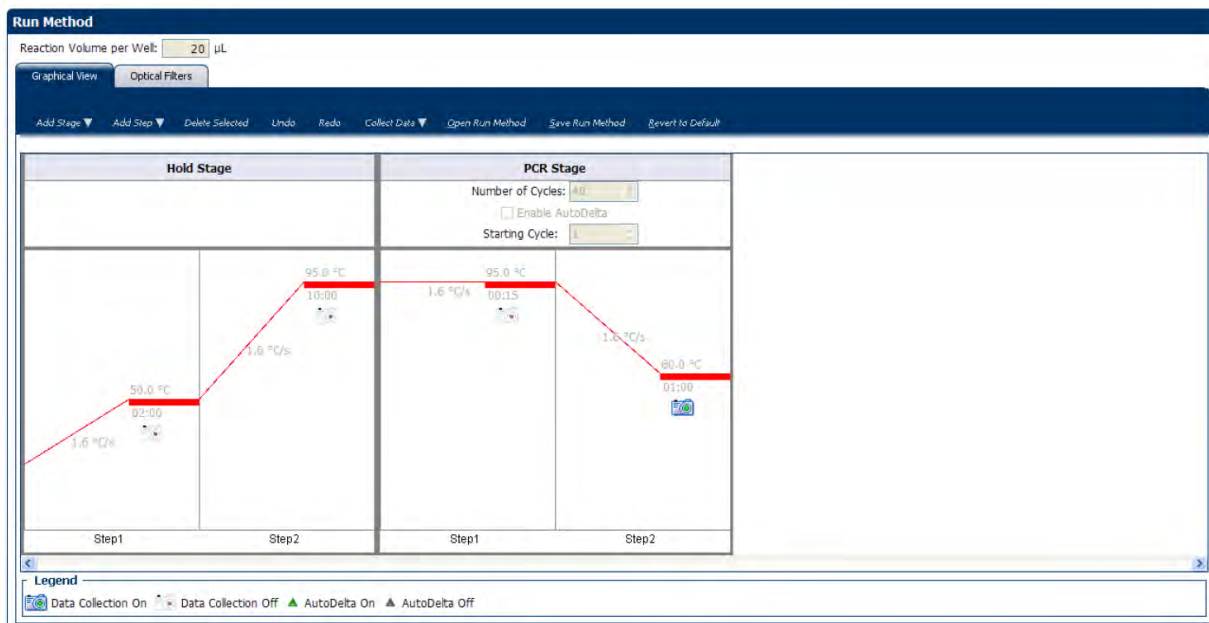 Run Method
Reaction Volume per Well: 20 µL
Graphical View Optical Filters
Add Stage ▼ Add Step ▼ Delete Selected Undo Redo Collect Data ▼ Open Run Method Save Run Method Revert to Default
Hold Stage PCR Stage
Number of Cycles: 40
Enable AutoDelta
Starting Cycle: 1
95.0 °C 95.0 °C
10:00 1.6 °C/s 00:15
1.6 °C/s 1.6 °C/s
50.0 °C 60.0 °C
02:00 01:00
1.6 °C/s
Step1 Step2 Step1 Step2
Legend
Data Collection On Data Collection Off AutoDelta On AutoDelta Off